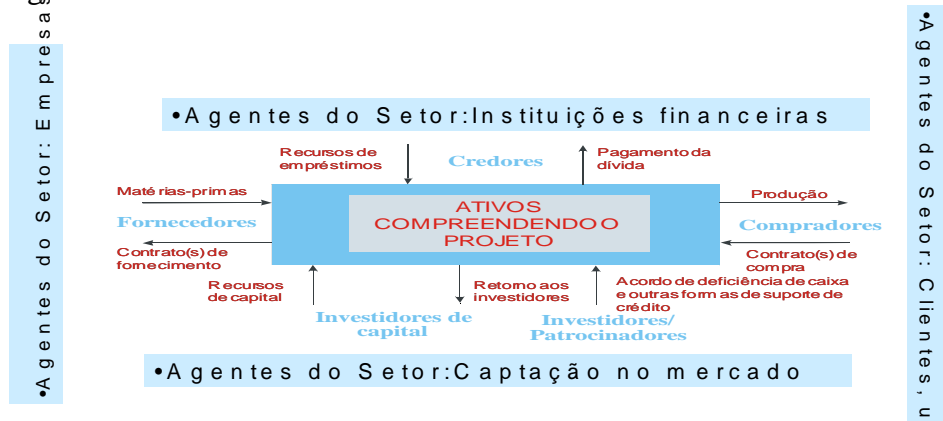 •Agentes do Setor: Empresas
•Agentes do Setor:Instituições financeiras
Recursos de
empréstimos
Credores
Pagamento da
dívida
Matérias-primas
Fornecedores
Contrato(s) de
fornecimento
ATIVOS
COMPREENDENDO O
PROJETO
Produção
Compradores
Contrato(s) de
compra
Recursos
de capital
Investidores de
capital
Retorno aos
investidores
Acordo de deficiência de caixa
e outras formas de suporte de
crédito
Investidores/
Patrocinadores
•Agentes do Setor:Captação no mercado
•Agentes do Setor: Clientes, u